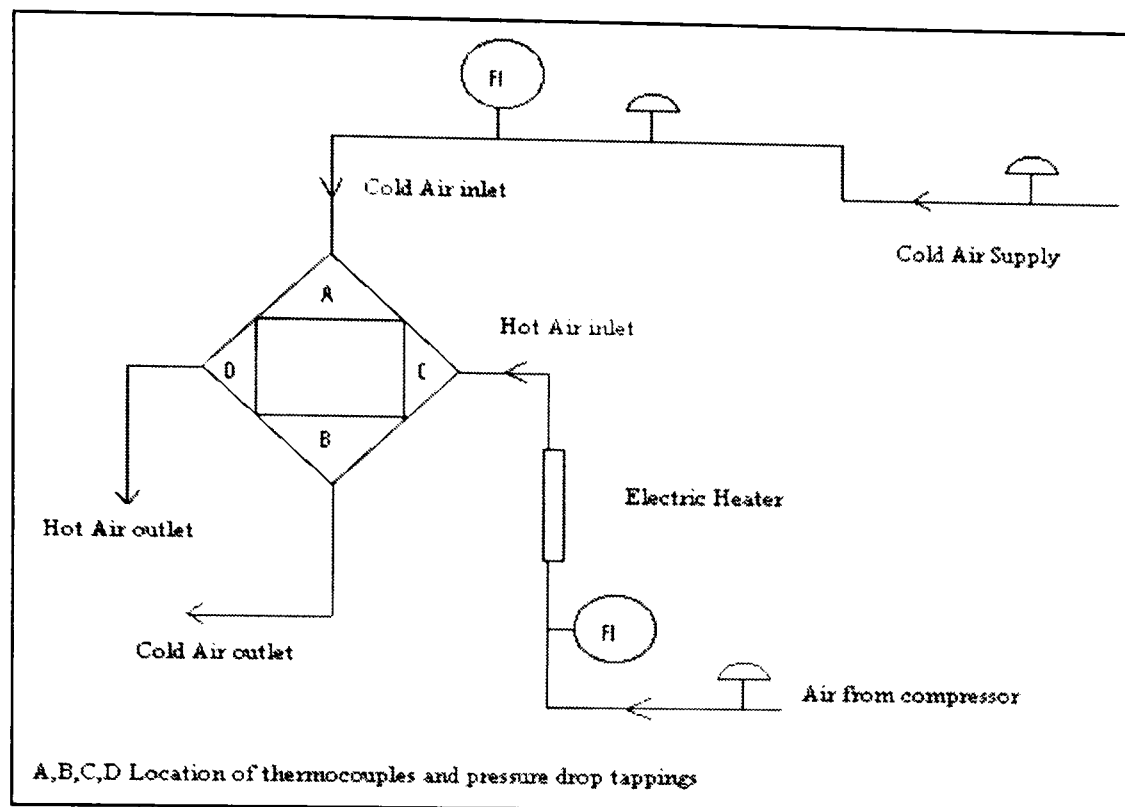 FI
Cold Air inlet
Cold Air Supply
A
Hot Air inlet
D
C
B
Electric Heater
Hot Air outlet
FI
Cold Air outlet
Air from compressor
A,B,C,D Location of thermocouples and pressure drop tappings